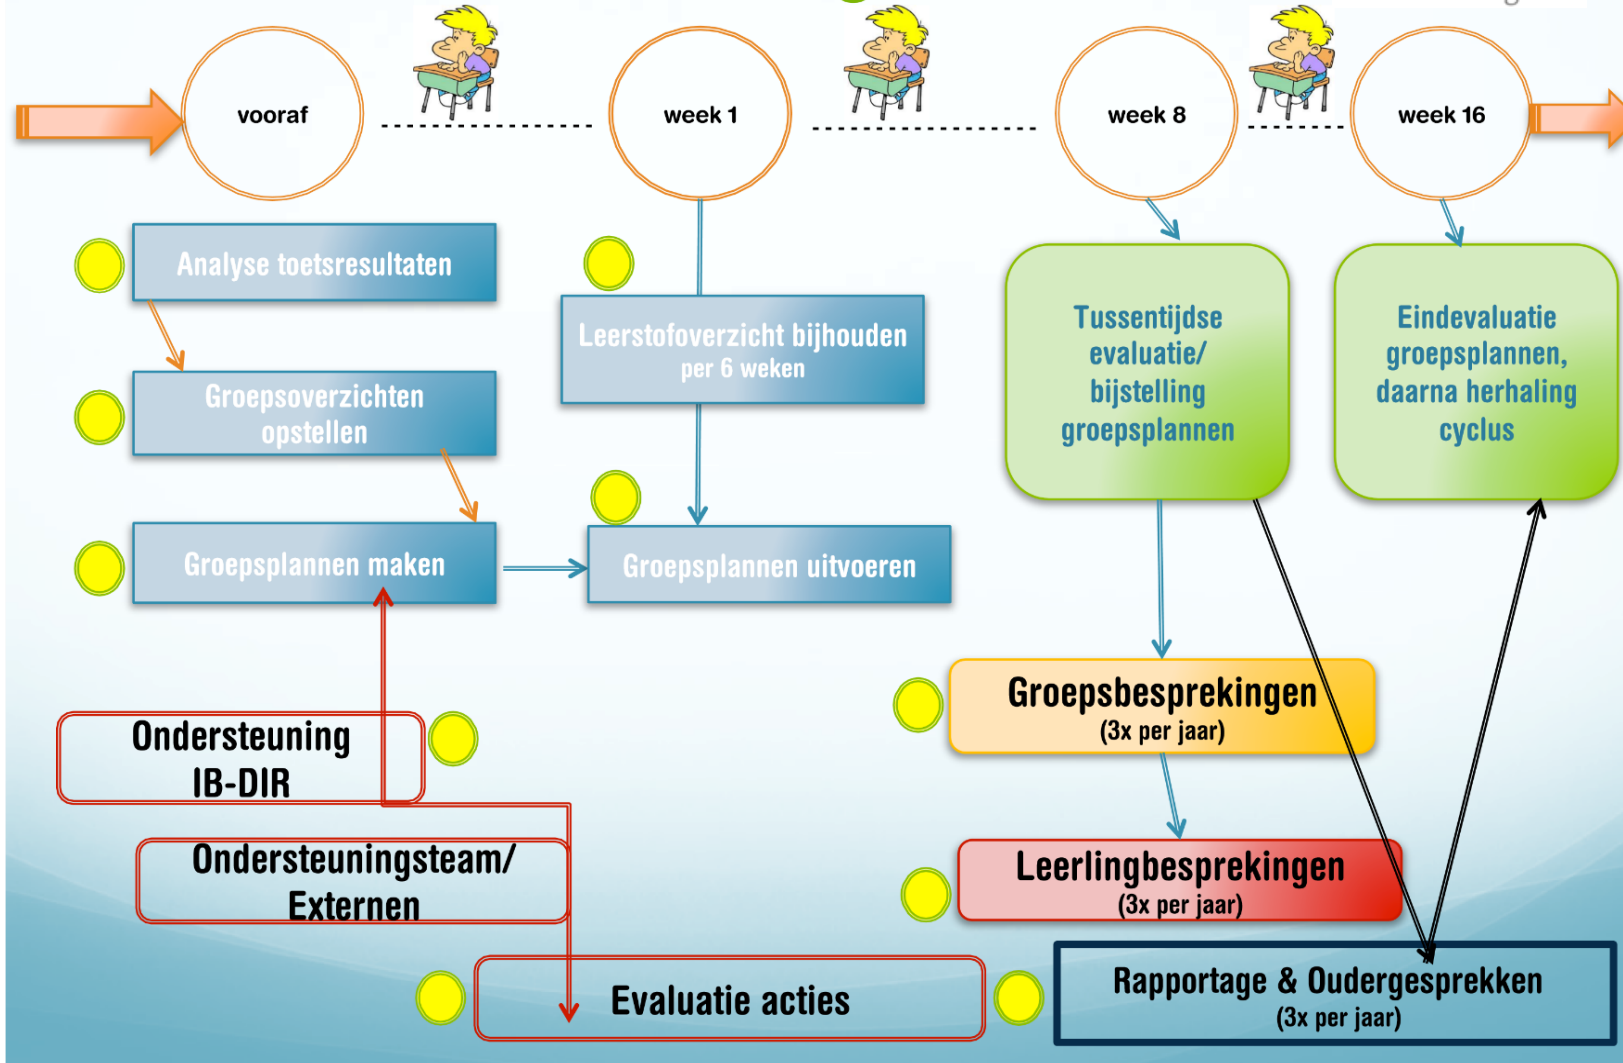 vooraf
week 1
week 8
week 16
Analyse toetsresultaten
Groepsoverzichten
opstellen
Groepsplannen maken
Leerstofoverzicht bijhouden
per 6 weken
Groepsplannen uitvoeren
Tussentijdse
evaluatie/
bijstelling
groepsplannen
Eindevaluatie
groepsplannen,
daarna herhaling
cyclus
Groepsbesprekingen
(3x per jaar)
Ondersteuning
IB-DIR
Ondersteuningsteam/
Externen
Leerlingbesprekingen
(3x per jaar)
Evaluatie acties
Rapportage & Oudergesprekken
(3x per jaar)